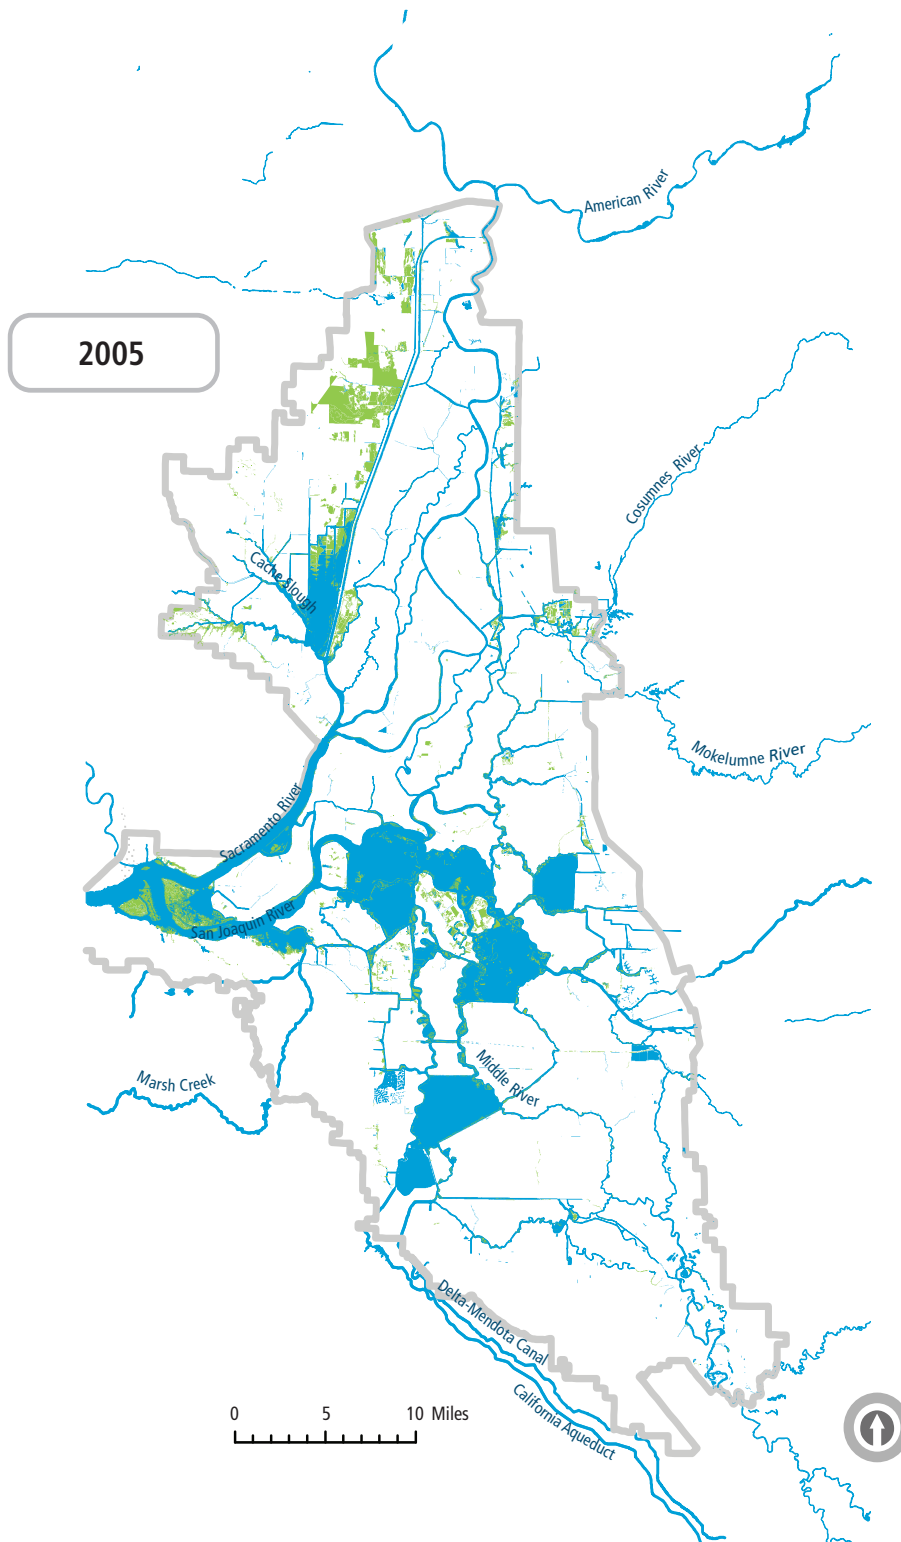 American River
2005
Cosumnes River
Cache Slough
Mokelumne River
Sacramento River
San Joaquin River
Middle River
Marsh Creek
Delta-Mendota Canal
California Aqueduct
0 5 10 Miles